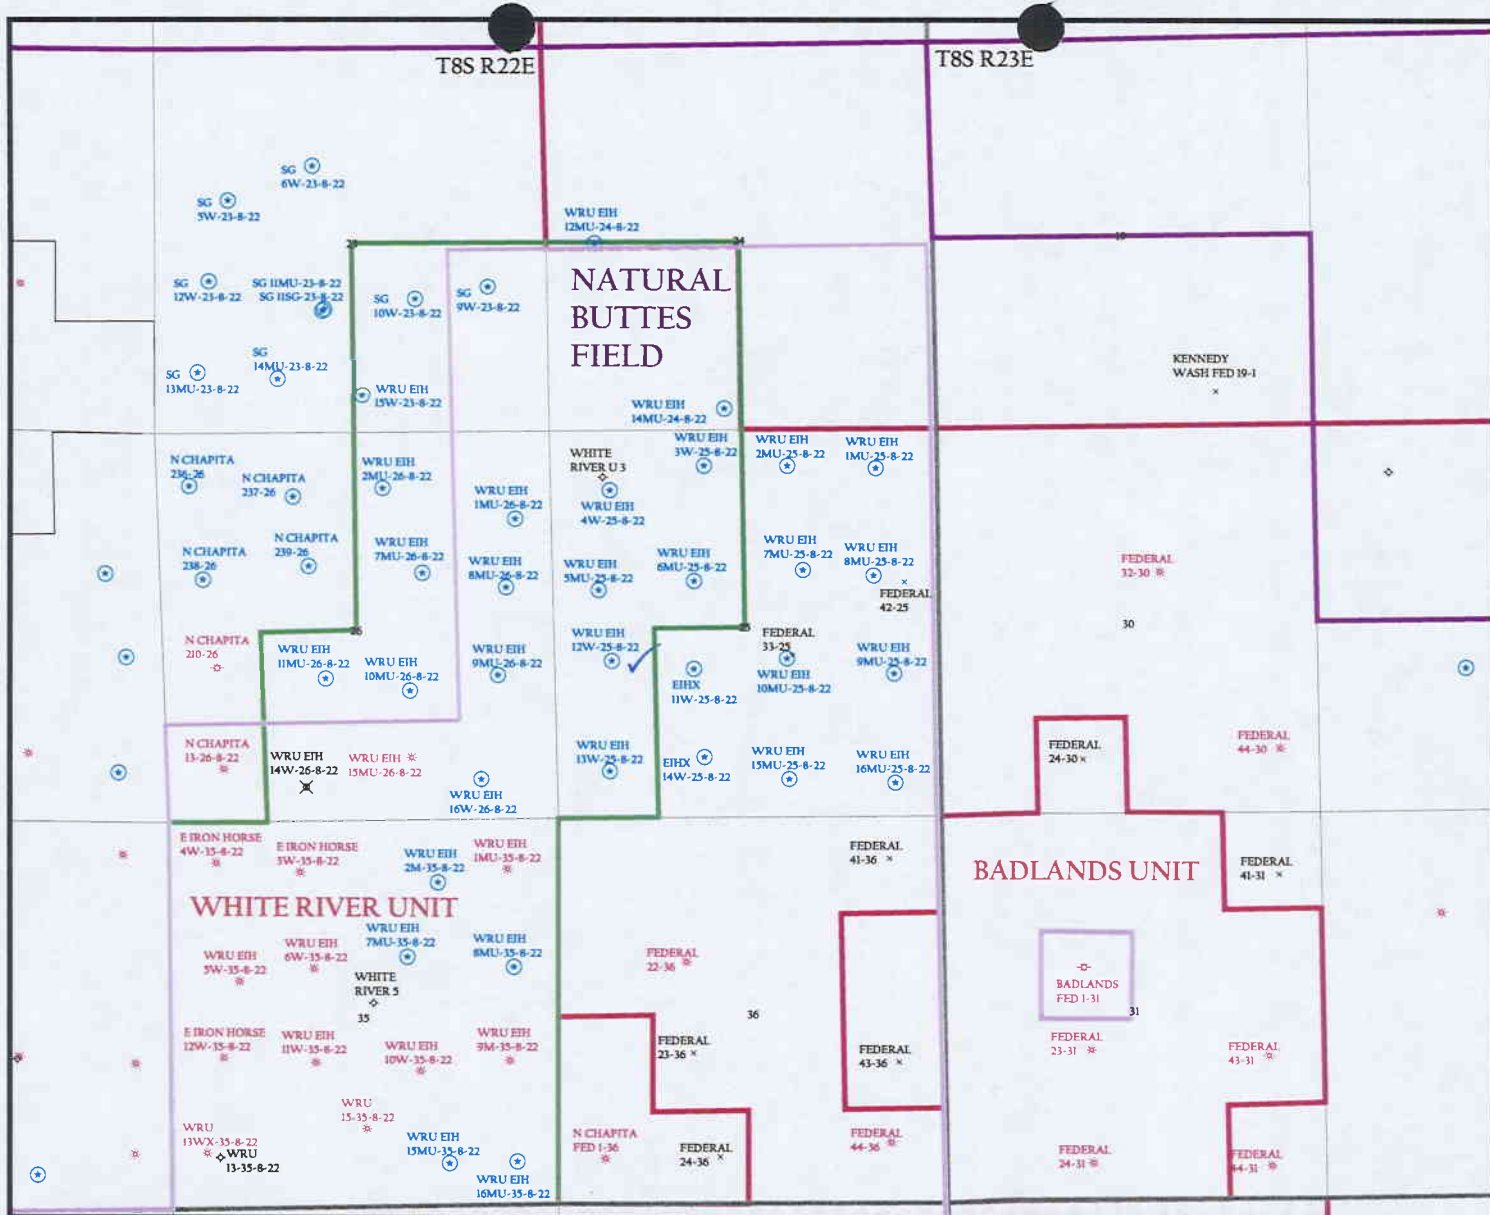 T8S R22E
T8S R23E
SG
6W-23-8-22
SG
5W-23-8-22
WRU EIH
12MU-24-8-22
24
19
SG
12W-23-8-22
SG 11MU-23-8-22
SG 11SG-23-8-22
SG
10W-23-8-22
SG
9W-23-8-22
NATURAL
BUTTES
FIELD
SG
13MU-23-8-22
SG
14MU-23-8-22
WRU EIH
15W-23-8-22
WRU EIH
14MU-24-8-22
KENNEDY
WASH FED 19-1
N CHAPITA
236-26
N CHAPITA
237-26
WRU EIH
2MU-26-8-22
WRU EIH
1MU-26-8-22
WHITE
RIVER U 3
WRU EIH
4W-25-8-22
WRU EIH
3W-25-8-22
WRU EIH
2MU-25-8-22
WRU EIH
1MU-25-8-22
N CHAPITA
238-26
N CHAPITA
239-26
WRU EIH
7MU-26-8-22
WRU EIH
8MU-26-8-22
WRU EIH
5MU-25-8-22
WRU EIH
6MU-25-8-22
WRU EIH
7MU-25-8-22
WRU EIH
8MU-25-8-22
FEDERAL
42-25
FEDERAL
32-30
30
26
25
N CHAPITA
210-26
WRU EIH
11MU-26-8-22
WRU EIH
10MU-26-8-22
WRU EIH
9MU-26-8-22
WRU EIH
12W-25-8-22
EIHX
11W-25-8-22
FEDERAL
33-25
WRU EIH
10MU-25-8-22
WRU EIH
9MU-25-8-22
N CHAPITA
13-26-8-22
WRU EIH
14W-26-8-22
WRU EIH
15MU-26-8-22
WRU EIH
16W-26-8-22
WRU EIH
13W-25-8-22
EIHX
14W-25-8-22
WRU EIH
15MU-25-8-22
WRU EIH
16MU-25-8-22
FEDERAL
24-30
FEDERAL
44-30
E IRON HORSE
4W-35-8-22
E IRON HORSE
3W-35-8-22
WRU EIH
2M-35-8-22
WRU EIH
1MU-35-8-22
FEDERAL
41-36
BADLANDS UNIT
FEDERAL
41-31
WHITE RIVER UNIT
WRU EIH
5W-35-8-22
WRU EIH
6W-35-8-22
WRU EIH
7MU-35-8-22
WRU EIH
8MU-35-8-22
WHITE
RIVER 5
35
FEDERAL
22-36
36
BADLANDS
FED 1-31
31
E IRON HORSE
12W-35-8-22
WRU EIH
11W-35-8-22
WRU EIH
10W-35-8-22
WRU EIH
9M-35-8-22
FEDERAL
23-36
FEDERAL
43-36
FEDERAL
23-31
FEDERAL
43-31
WRU
15-35-8-22
WRU
13WX-35-8-22
WRU
13-35-8-22
WRU EIH
15MU-35-8-22
WRU EIH
16MU-35-8-22
N CHAPITA
FED 1-36
FEDERAL
24-36
FEDERAL
44-36
FEDERAL
24-31
FEDERAL
44-31